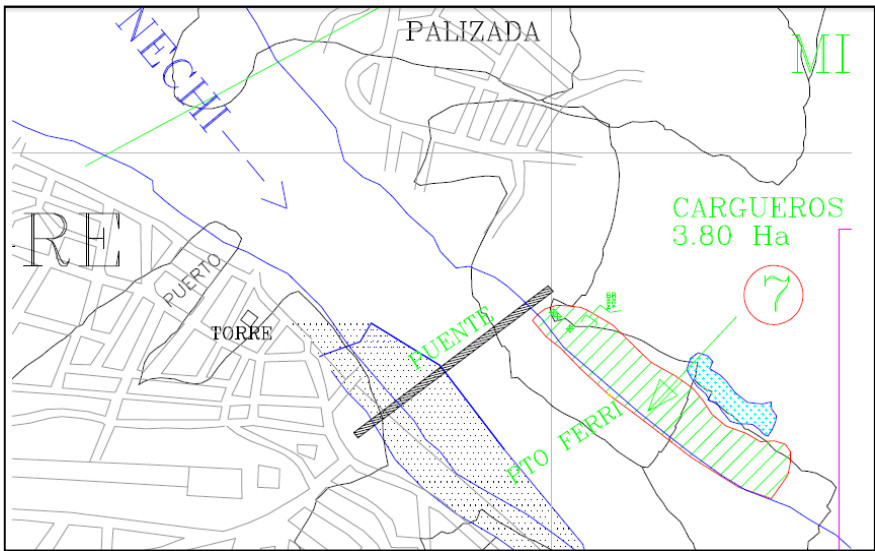 PALIZADA
NECHI
MI
CARGUEROS
3.80 Ha
RE
PUERTO
7
TORRE
PUENTE
PTO FERRI